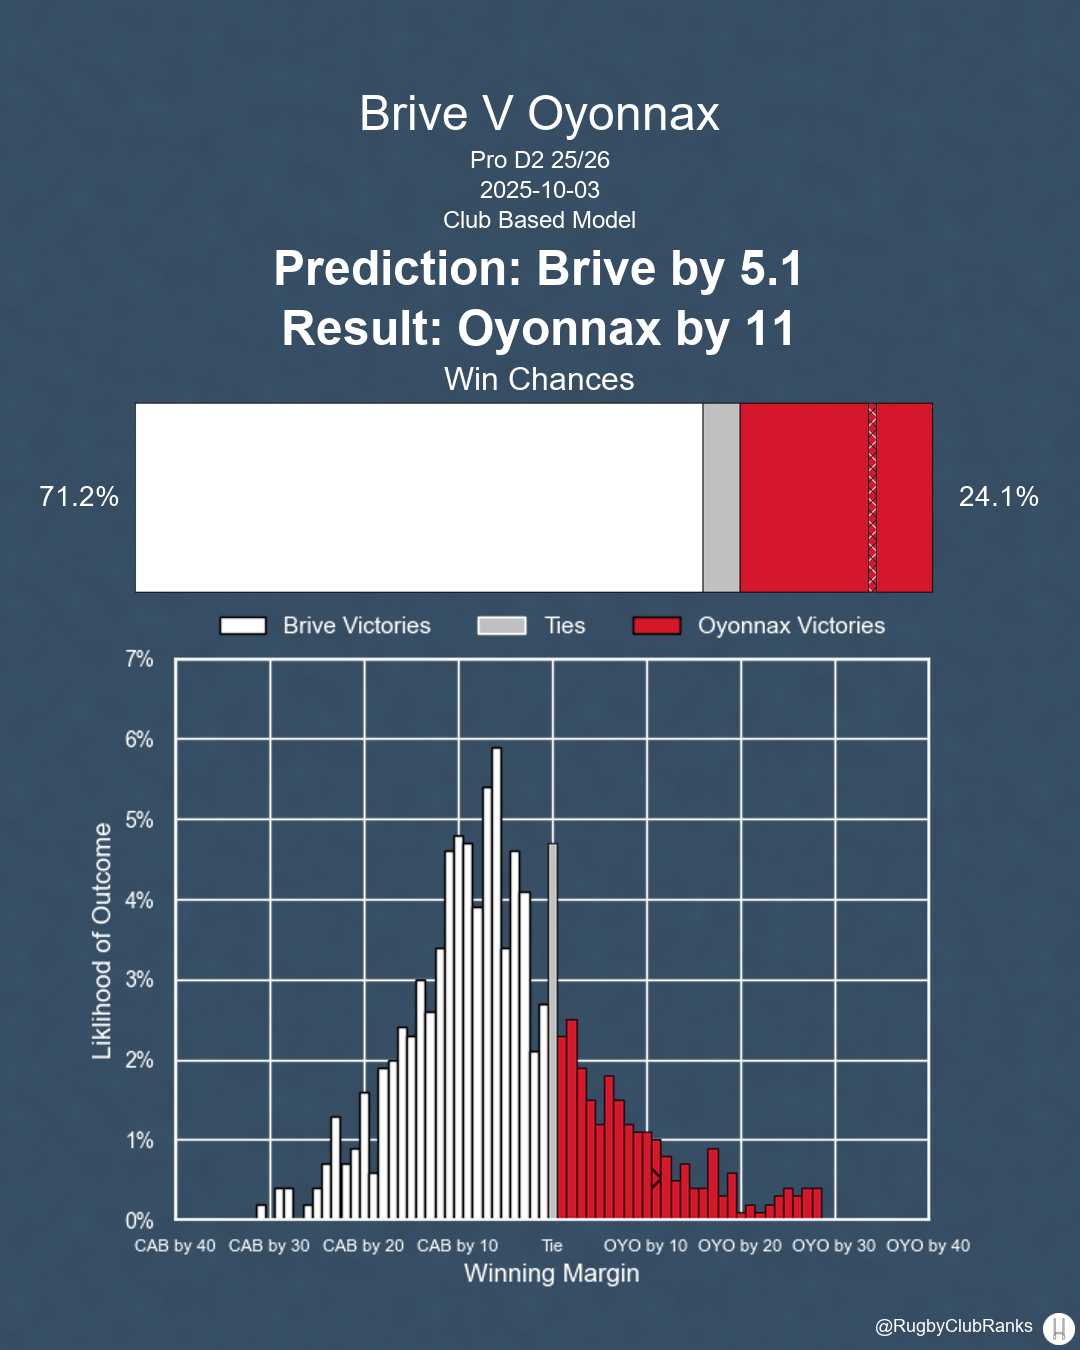 Brive V Oyonnax
Pro D2 25/26
2025-10-03
Club Based Model
Prediction: Brive by 5.1
Result: Oyonnax by 11
Win Chances
71.2%
24.1%
Brive Victories
Ties
Oyonnax Victories
7%
6%
5%
4%
3%
2%
1%
0%
Liklihood of Outcome
CAB by 40
CAB by 30
CAB by 20
CAB by 10
Tie
OYO by 10
OYO by 20
OYO by 30
OYO by 40
Winning Margin
@RugbyClubRanks